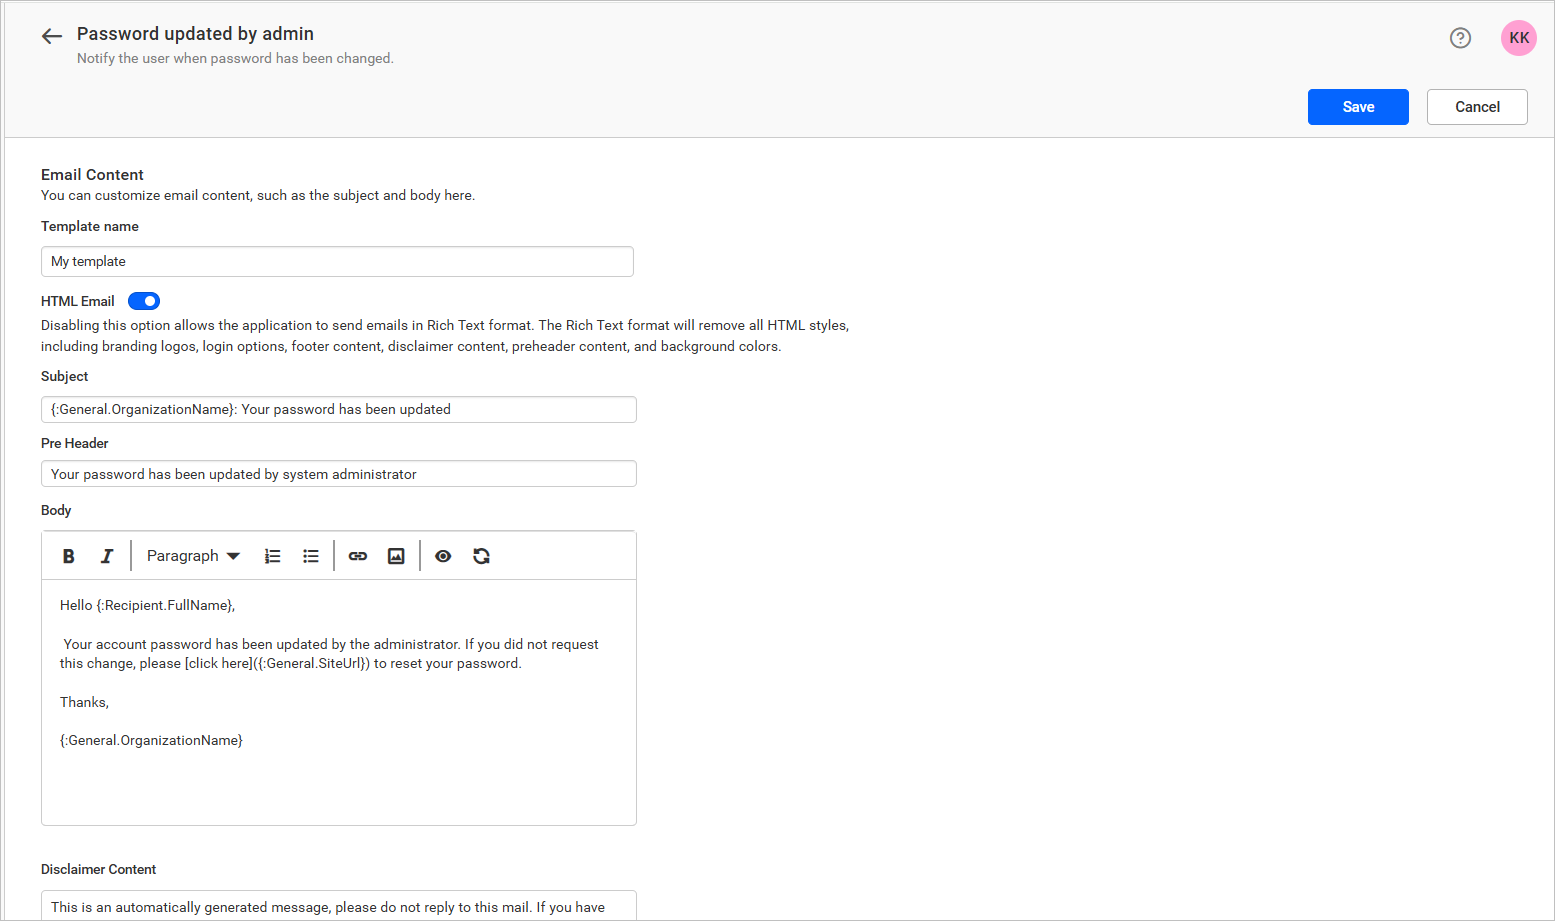 Password updated by admin
Notify the user when password has been changed.
KK
Save
Cancel
Email Content
You can customize email content, such as the subject and body here.
Template name
My template
HTML Email
Disabling this option allows the application to send emails in Rich Text format. The Rich Text format will remove all HTML styles,
including branding logos, login options, footer content, disclaimer content, preheader content, and background colors.
Subject
{:General.OrganizationName}: Your password has been updated
Pre Header
Your password has been updated by system administrator
Body
B I Paragraph
Hello {:Recipient.FullName},
Your account password has been updated by the administrator. If you did not request
this change, please [click here]({:General.SiteUrl}) to reset your password.
Thanks,
{:General.OrganizationName}
Disclaimer Content
This is an automatically generated message, please do not reply to this mail. If you have